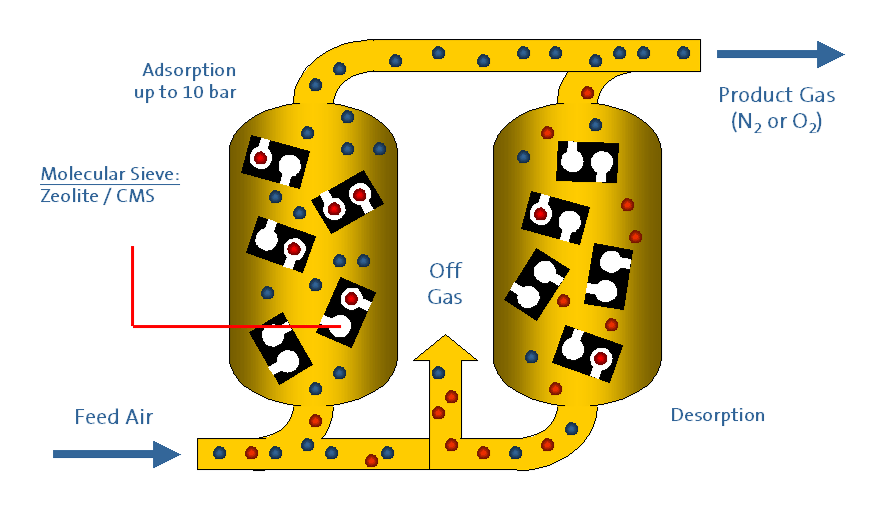 Adsorption
up to 10 bar
Product Gas
(N₂ or O₂)
Molecular Sieve:
Zeolite / CMS
Off
Gas
Feed Air
Desorption